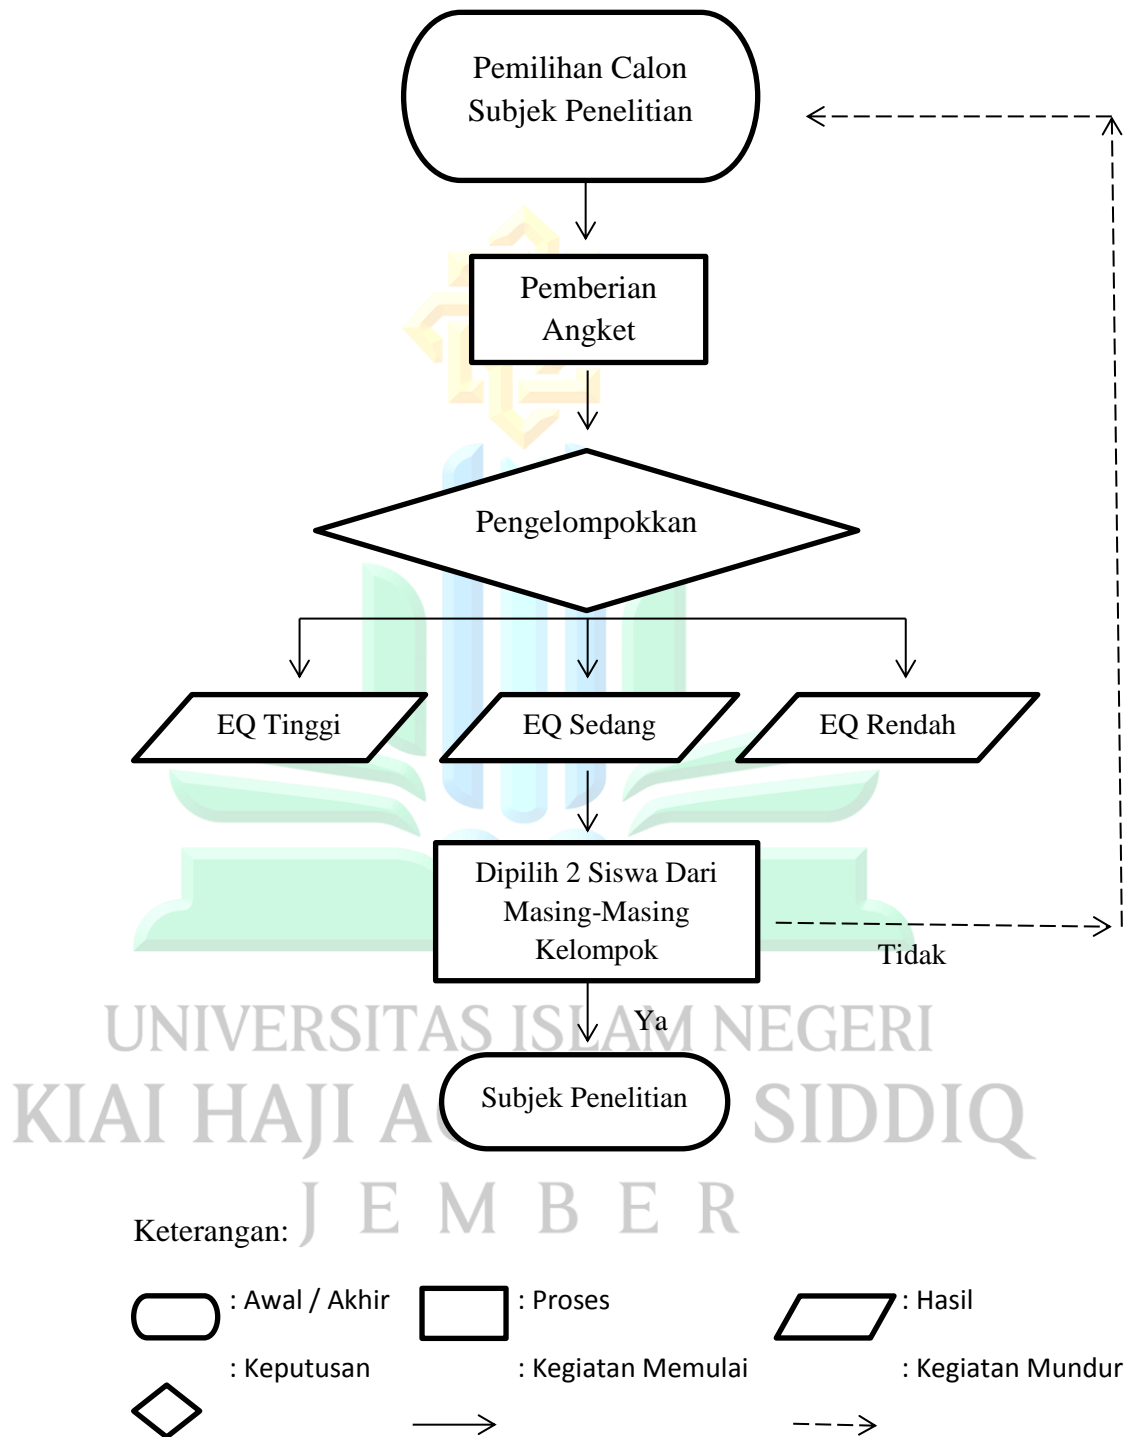 Pemilihan Calon
Subjek Penelitian
Pemberian
Angket
Pengelompokkan
EQ Tinggi
EQ Sedang
EQ Rendah
Dipilih 2 Siswa Dari
Masing-Masing
Kelompok
Tidak
Ya
UNIVERSITAS ISLAM NEGERI
Subjek Penelitian
KIAI HAJI A SIDDIQ
JEMBER
Keterangan:
: Awal / Akhir
: Proses
: Hasil
: Keputusan
: Kegiatan Memulai
: Kegiatan Mundur